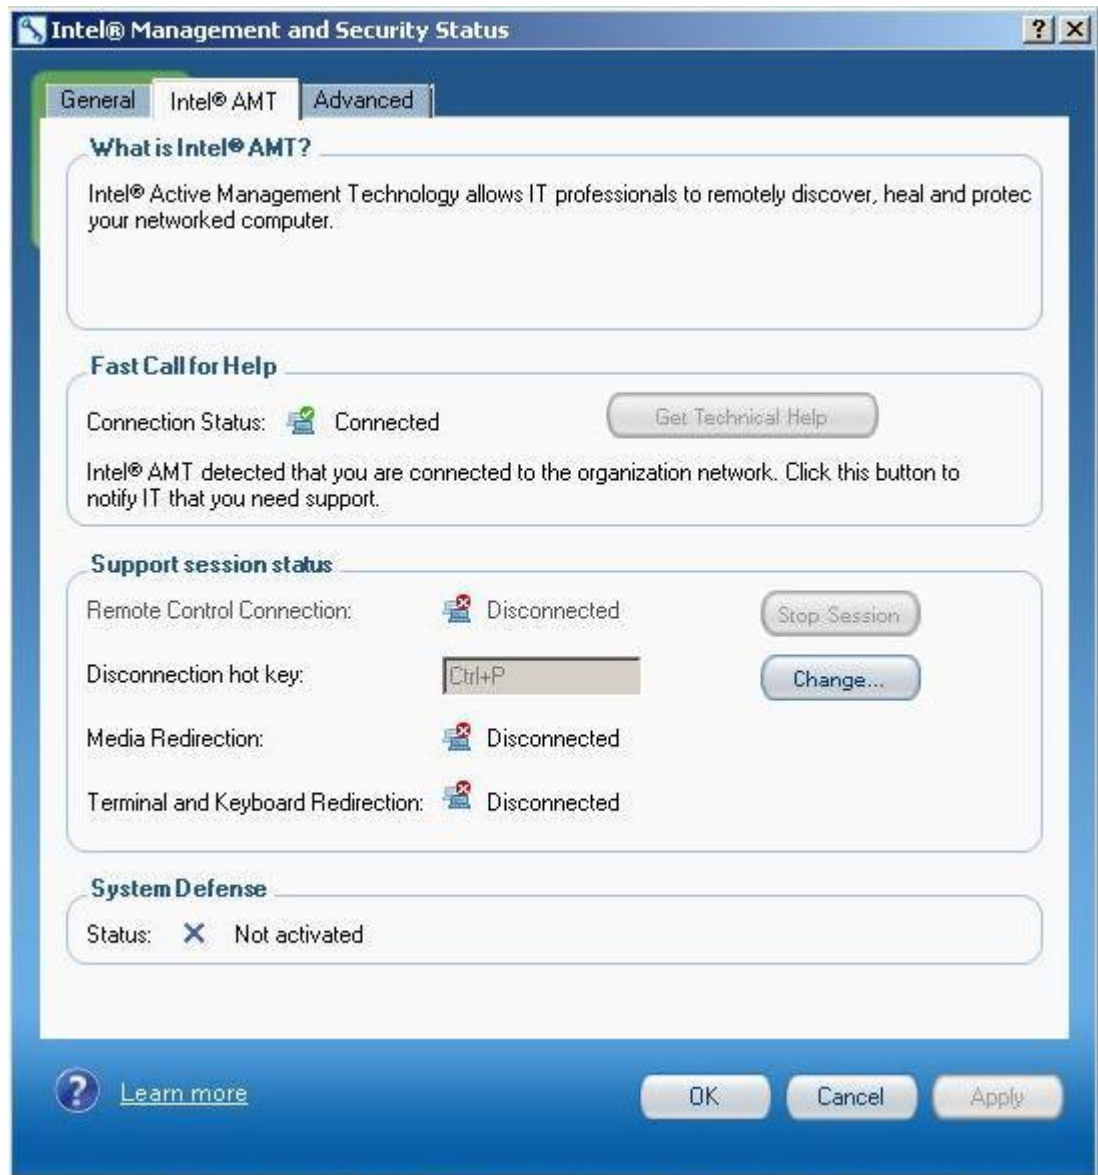 Intel® Management and Security Status
General Intel® AMT Advanced
What is Intel® AMT?
Intel® Active Management Technology allows IT professionals to remotely discover, heal and protec
your networked computer.
Fast Call for Help
Connection Status: Connected Get Technical Help
Intel® AMT detected that you are connected to the organization network. Click this button to
notify IT that you need support.
Support session status
Remote Control Connection: Disconnected Stop Session
Disconnection hot key: Ctrl+P Change...
Media Redirection: Disconnected
Terminal and Keyboard Redirection: Disconnected
System Defense
Status: Not activated
Learn more OK Cancel Apply